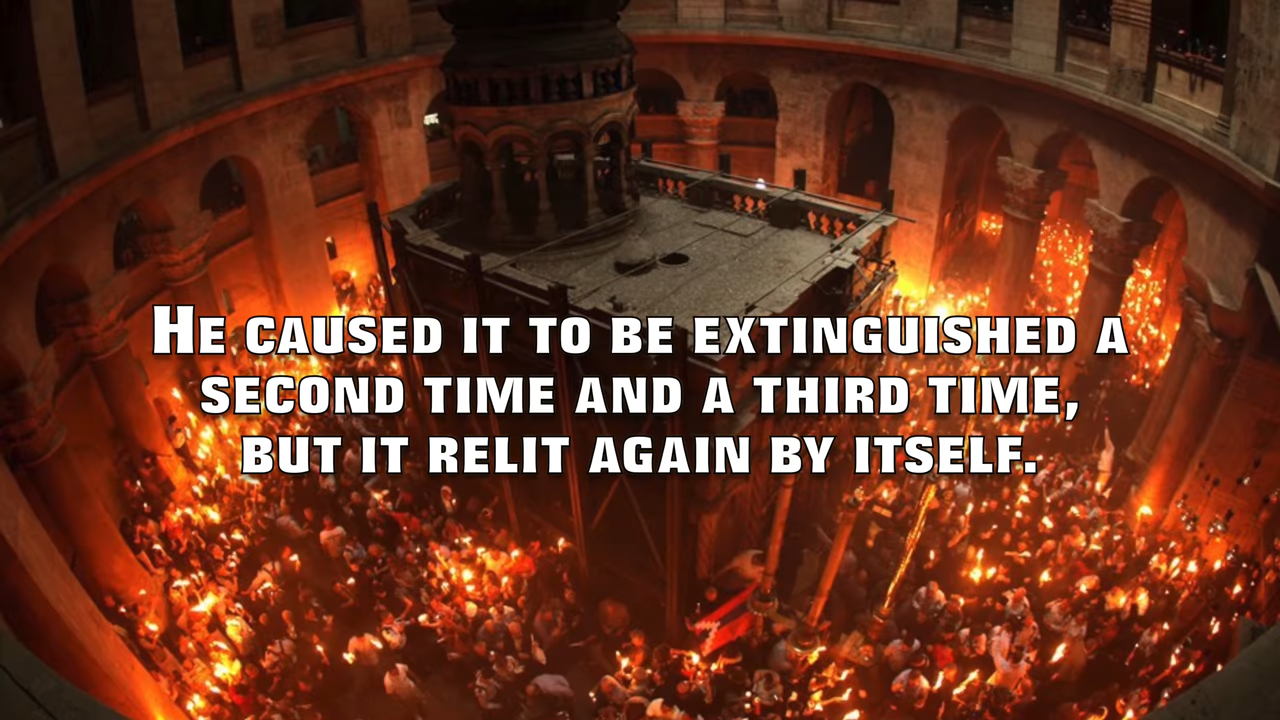 He caused it to be extinguished a
second time and a third time,
but it relit again by itself.